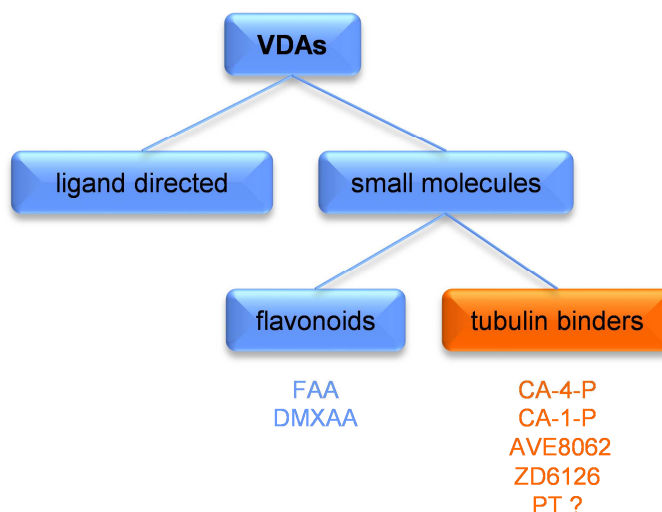 VDAs
ligand directed
small molecules
flavonoids
tubulin binders
FAA
DMXAA
CA-4-P
CA-1-P
AVE8062
ZD6126
PT ?